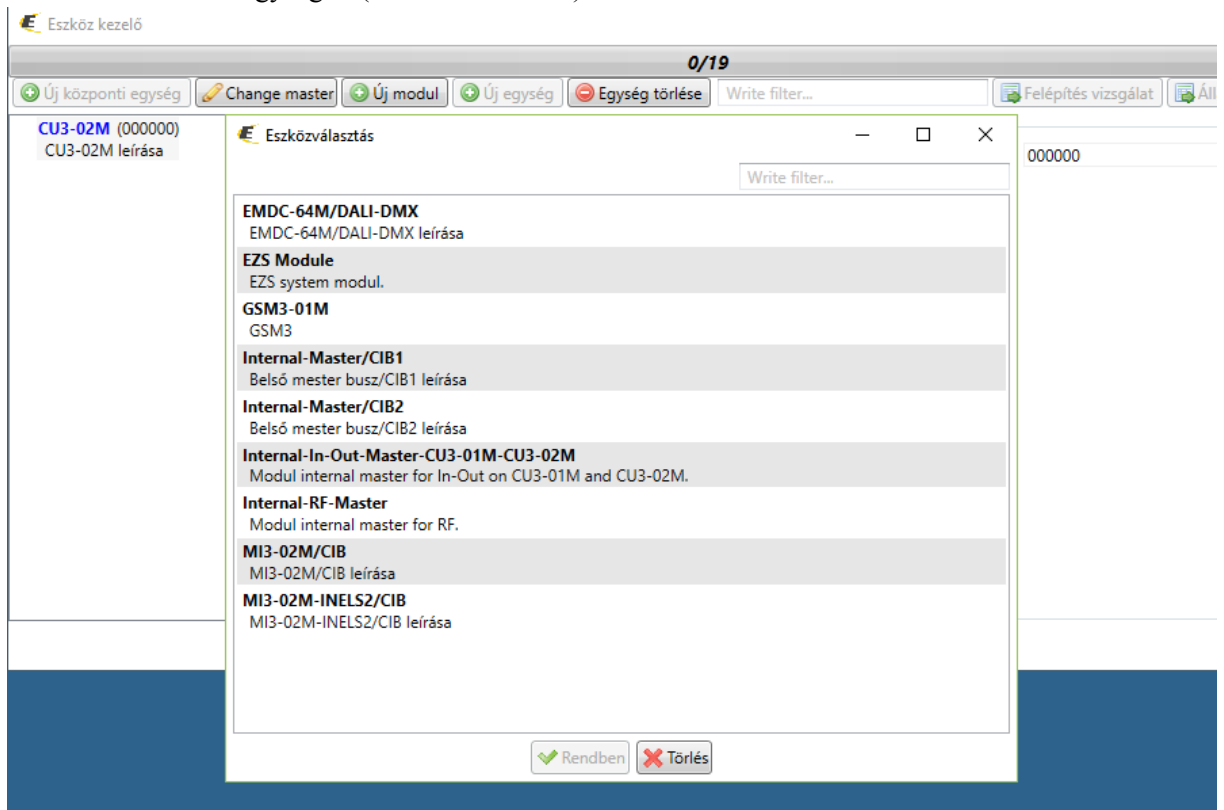 Eszköz kezelő
0/19
Új központi egység Change master Új modul Új egység Egység törlése Write filter... Felépítés vizsgálat
CU3-02M (000000)
CU3-02M leírása
000000
Eszközválasztás
Write filter...
EMDC-64M/DALI-DMX
EMDC-64M/DALI-DMX leírása
EZS Module
EZS system modul.
GSM3-01M
GSM3
Internal-Master/CIB1
Belső mester busz/CIB1 leírása
Internal-Master/CIB2
Belső mester busz/CIB2 leírása
Internal-In-Out-Master-CU3-01M-CU3-02M
Modul internal master for In-Out on CU3-01M and CU3-02M.
Internal-RF-Master
Modul internal master for RF.
MI3-02M/CIB
MI3-02M/CIB leírása
MI3-02M-INELS2/CIB
MI3-02M-INELS2/CIB leírása
Rendben Törlés